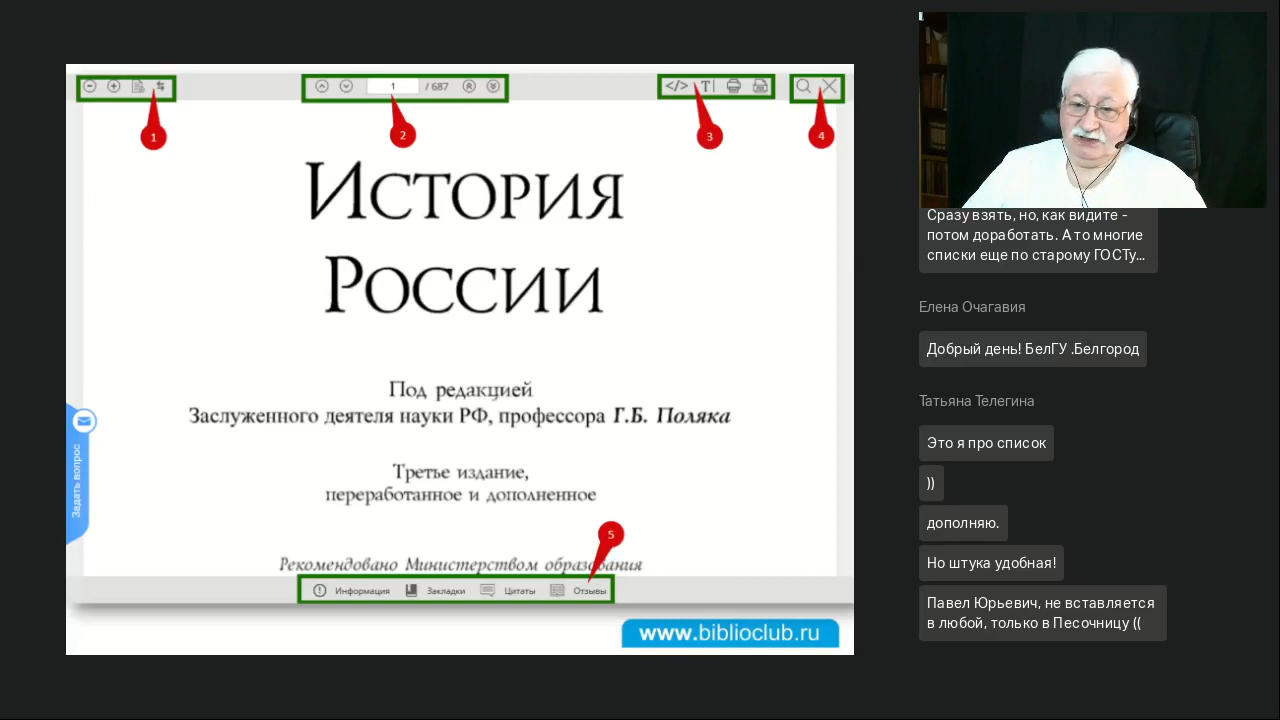 1
/ 687
</>
T
1
2
3
4
История
России
Под редакцией
Заслуженного деятеля науки РФ, профессора Г.Б. Поляка
Третье издание,
переработанное и дополненное
5
Рекомендовано Министерством образования
Задать вопрос
Информация
Закладки
Цитаты
Отзывы
www.biblioclub.ru
Сразу взять, но, как видите -
потом доработать. А то многие
списки еще по старому ГОСТу...
Елена Очагавия
Добрый день! БелГУ .Белгород
Татьяна Телегина
Это я про список
))
дополняю.
Но штука удобная!
Павел Юрьевич, не вставляется
в любой, только в Песочницу ((